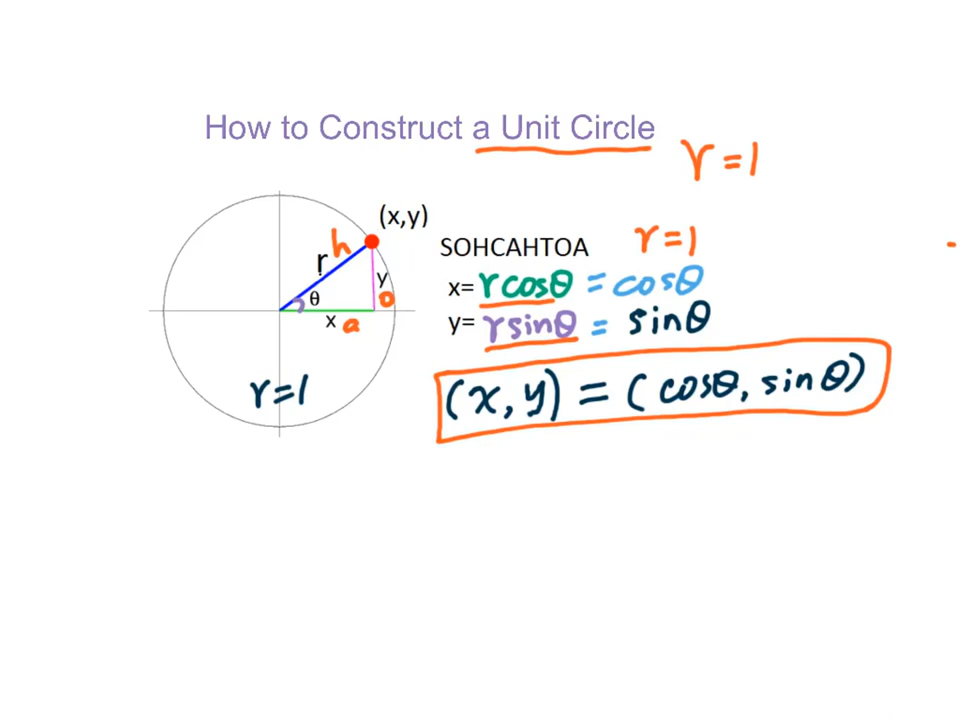 How to Construct a Unit Circle
r=1
(x,y)
h
r
y
θ
o
x a
r=1
SOHCAHTOA r=1
x= rcosθ = cosθ
y= rsinθ = sinθ
(x,y) = (cosθ, sinθ)